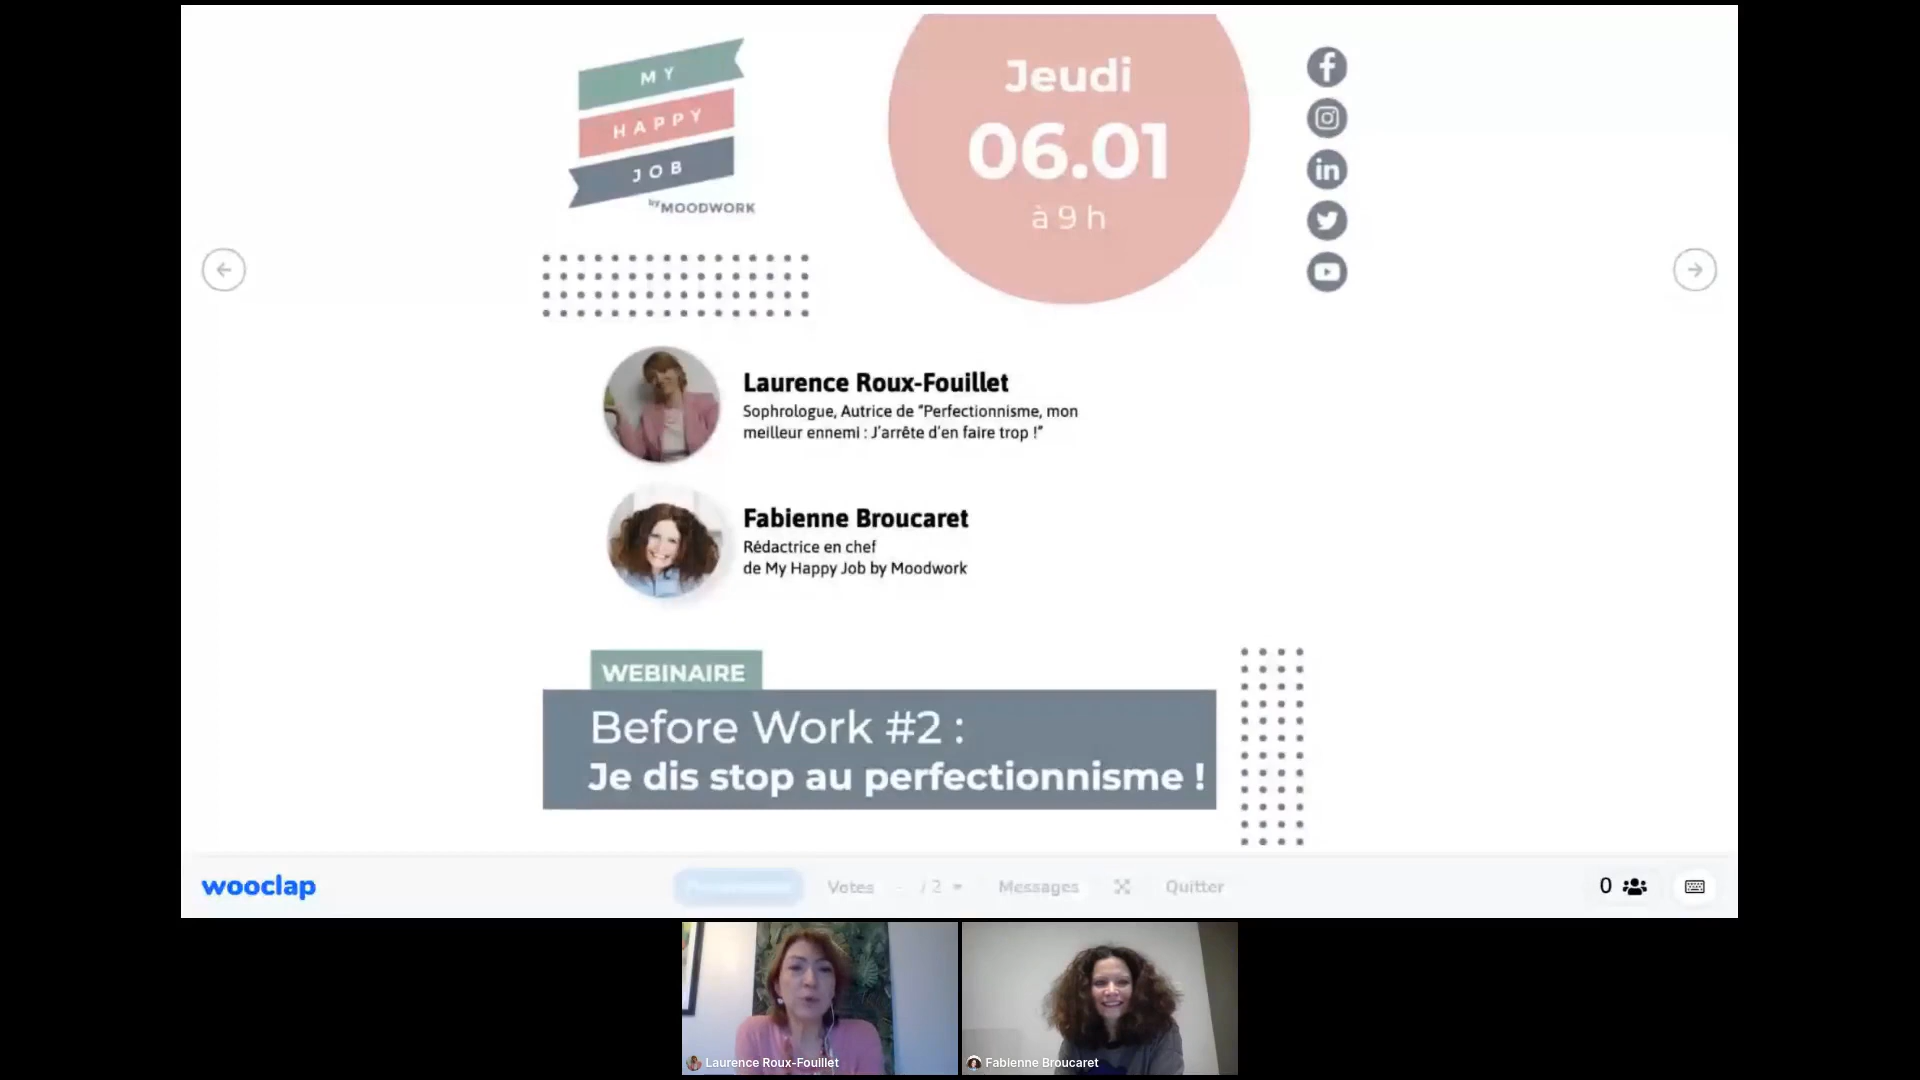 MY
HAPPY
JOB
by MOODWORK
Jeudi
06.01
à 9 h
Laurence Roux-Fouillet
Sophrologue, Autrice de “Perfectionnisme, mon
meilleur ennemi : J’arrête d’en faire trop !”
Fabienne Broucaret
Rédactrice en chef
de My Happy Job by Moodwork
WEBINAIRE
Before Work #2 :
Je dis stop au perfectionnisme !
wooclap
Votes
- / 2
Messages
Quitter
0
Laurence Roux-Fouillet
Fabienne Broucaret